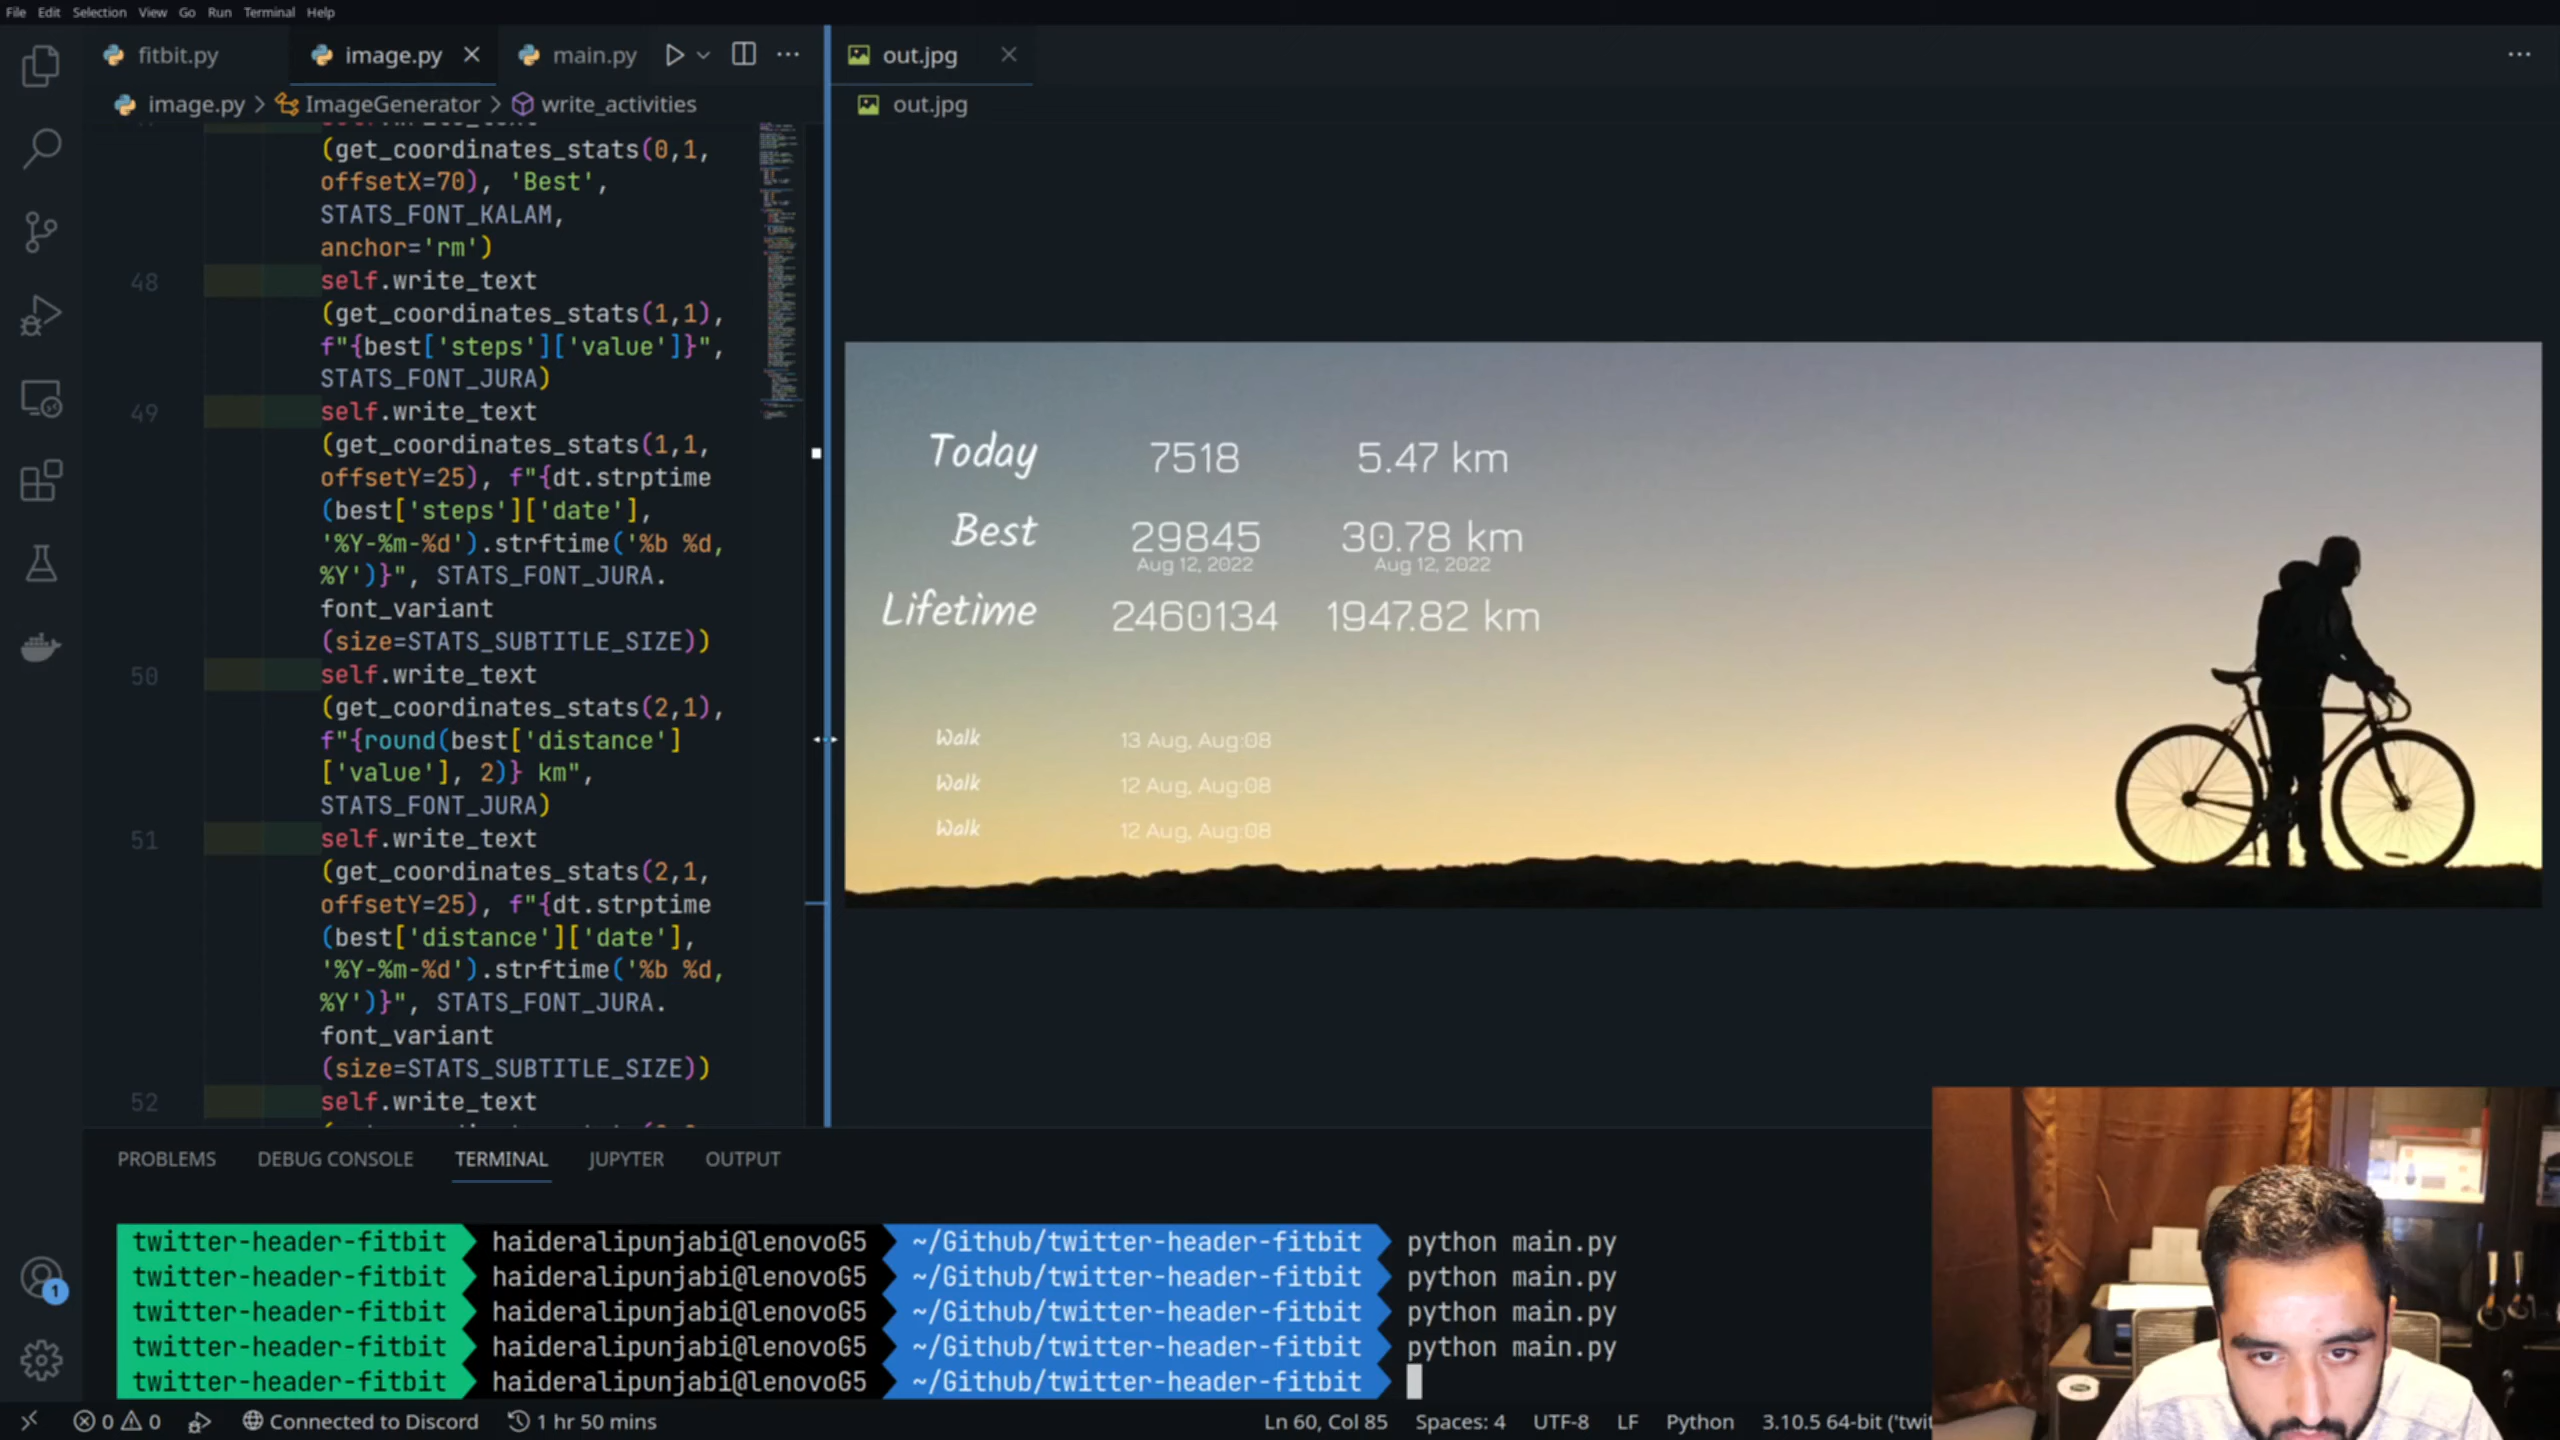 File Edit Selection View Go Run Terminal Help
fitbit.py image.py main.py out.jpg
image.py > ImageGenerator > write_activities out.jpg
(get_coordinates_stats(0,1,
offsetX=70), 'Best',
STATS_FONT_KALAM,
anchor='rm')
48 self.write_text
(get_coordinates_stats(1,1),
f"{best['steps']['value']}",
STATS_FONT_JURA)
49 self.write_text
(get_coordinates_stats(1,1,
offsetY=25), f"{dt.strptime
(best['steps']['date'],
'%Y-%m-%d').strftime('%b %d,
%Y')}", STATS_FONT_JURA.
font_variant
(size=STATS_SUBTITLE_SIZE))
50 self.write_text
(get_coordinates_stats(2,1),
f"{round(best['distance']
['value'], 2)} km",
STATS_FONT_JURA)
51 self.write_text
(get_coordinates_stats(2,1,
offsetY=25), f"{dt.strptime
(best['distance']['date'],
'%Y-%m-%d').strftime('%b %d,
%Y')}", STATS_FONT_JURA.
font_variant
(size=STATS_SUBTITLE_SIZE))
52 self.write_text
Today 7518 5.47 km
Best 29845 30.78 km
Aug 12, 2022 Aug 12, 2022
Lifetime 2460134 1947.82 km
Walk 13 Aug, Aug:08
Walk 12 Aug, Aug:08
Walk 12 Aug, Aug:08
PROBLEMS DEBUG CONSOLE TERMINAL JUPYTER OUTPUT
twitter-header-fitbit haideralipunjabi@lenovoG5 ~/Github/twitter-header-fitbit python main.py
twitter-header-fitbit haideralipunjabi@lenovoG5 ~/Github/twitter-header-fitbit python main.py
twitter-header-fitbit haideralipunjabi@lenovoG5 ~/Github/twitter-header-fitbit python main.py
twitter-header-fitbit haideralipunjabi@lenovoG5 ~/Github/twitter-header-fitbit python main.py
twitter-header-fitbit haideralipunjabi@lenovoG5 ~/Github/twitter-header-fitbit
1
0 0 Connected to Discord 1 hr 50 mins Ln 60, Col 85 Spaces: 4 UTF-8 LF Python 3.10.5 64-bit ('twit